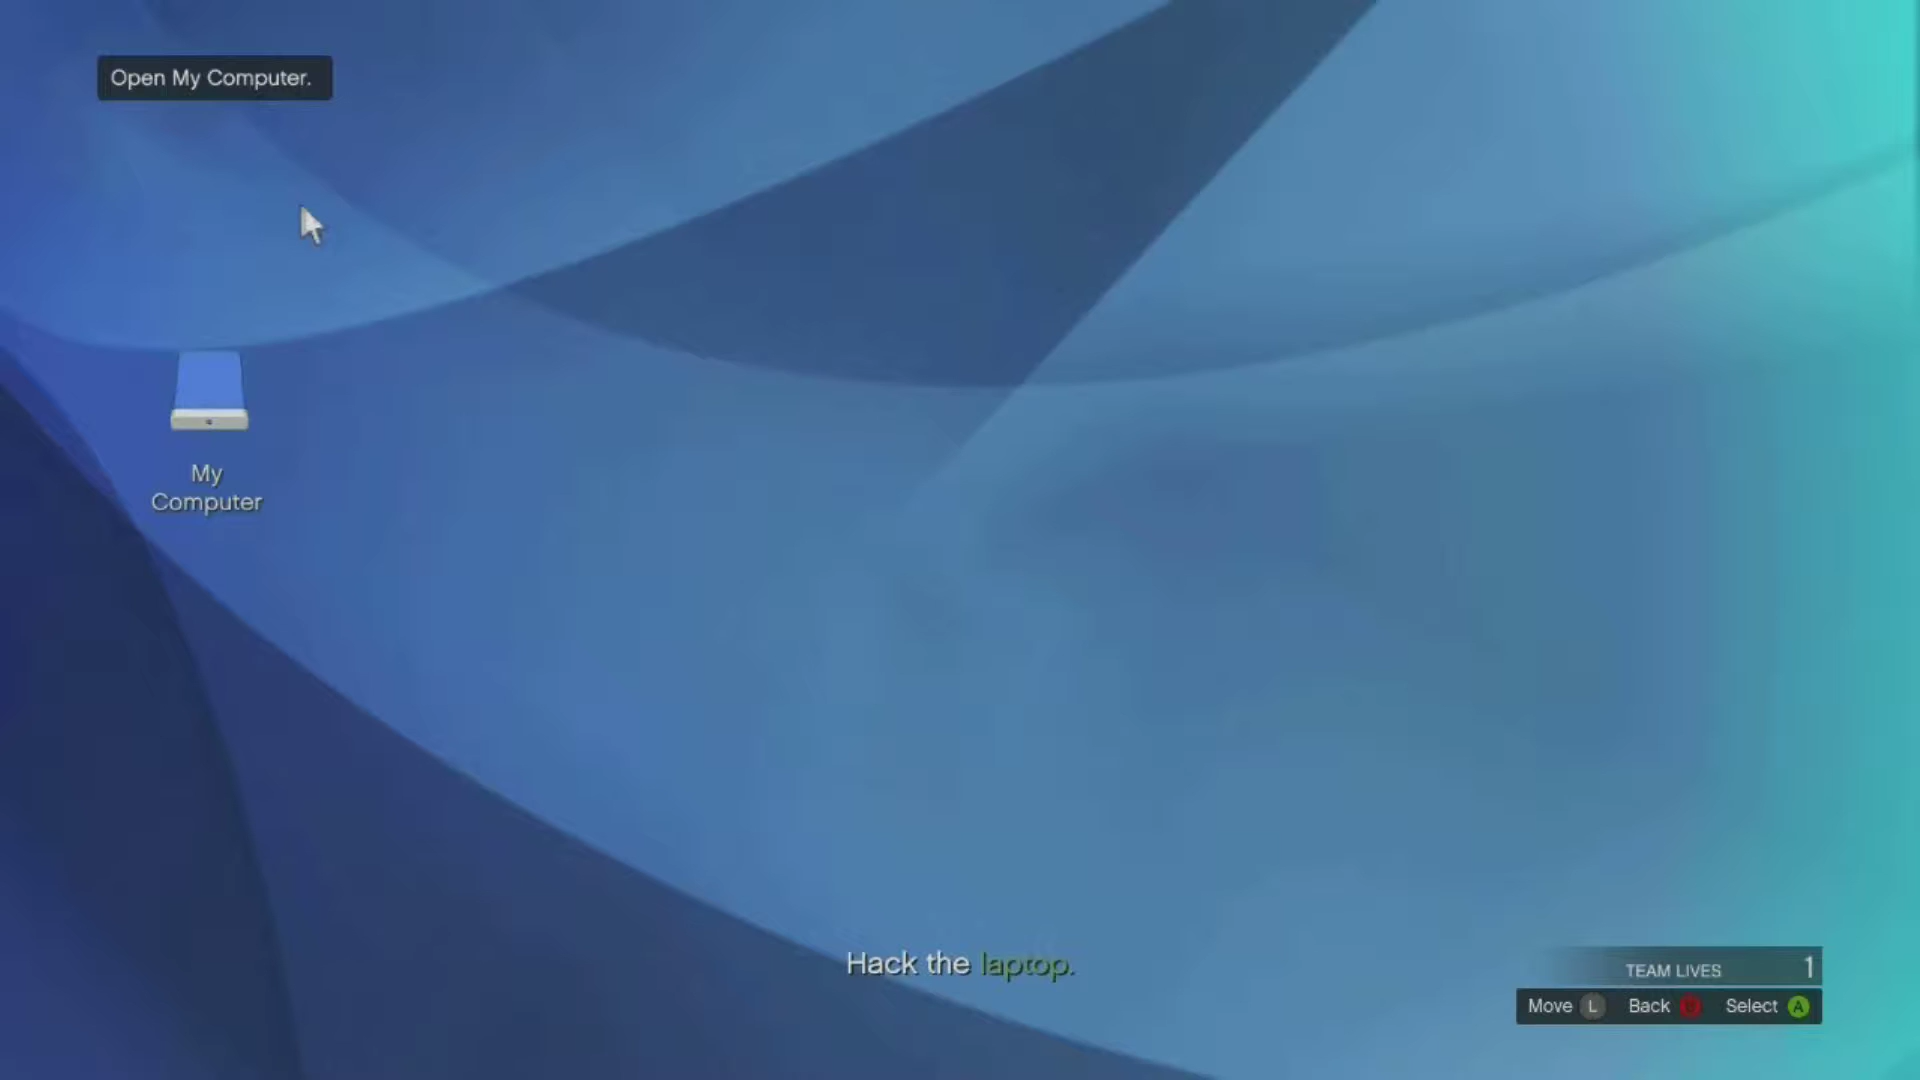 Open My Computer.
My
Computer
Hack the laptop.
TEAM LIVES 1
Move L Back B Select A